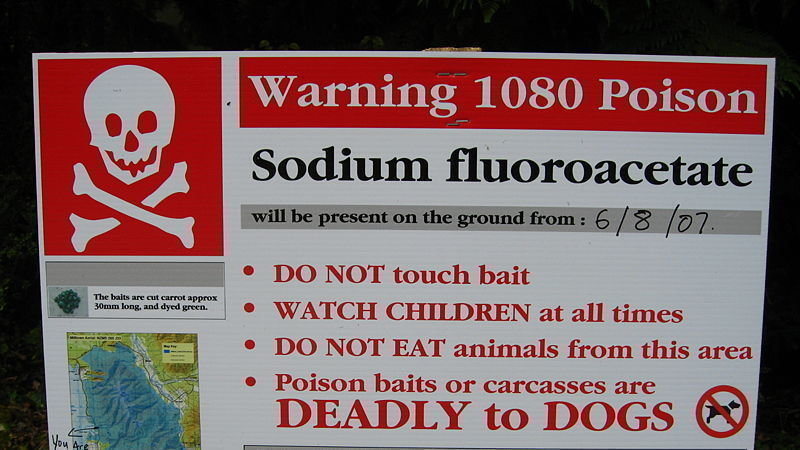 Warning 1080 Poison
Sodium fluoroacetate
will be present on the ground from : 6/8/07.
The baits are cut carrot approx
30mm long, and dyed green.
• DO NOT touch bait
• WATCH CHILDREN at all times
• DO NOT EAT animals from this area
• Poison baits or carcasses are
DEADLY to DOGS
Map Key
You Are